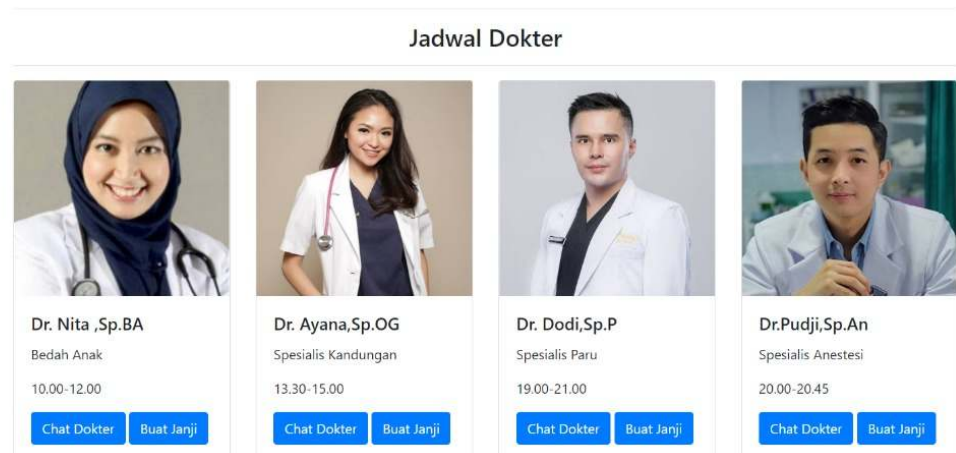 Jadwal Dokter
Dr. Nita ,Sp.BA
Bedah Anak
10.00-12.00
Chat Dokter
Buat Janji
Dr. Ayana,Sp.OG
Spesialis Kandungan
13.30-15.00
Chat Dokter
Buat Janji
Dr. Dodi,Sp.P
Spesialis Paru
19.00-21.00
Chat Dokter
Buat Janji
Dr.Pudji,Sp.An
Spesialis Anestesi
20.00-20.45
Chat Dokter
Buat Janji